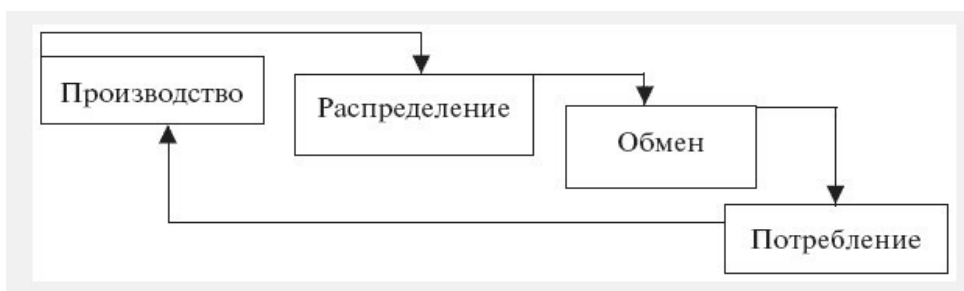 Производство
Распределение
Обмен
Потребление